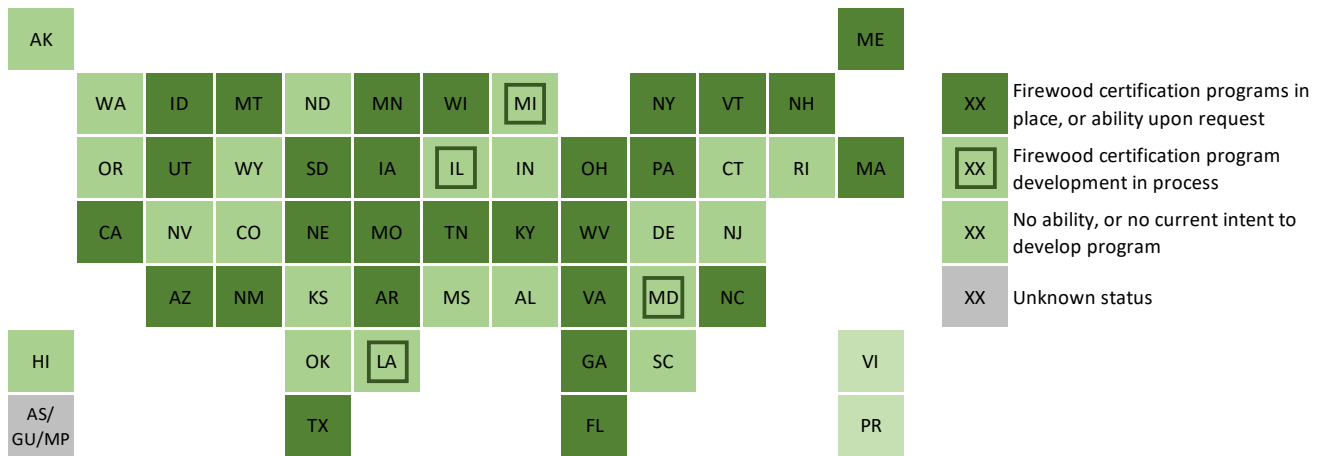 AK ME
WA ID MT ND MN WI MI NY VT NH XX Firewood certification programs in
place, or ability upon request
OR UT WY SD IA IL IN OH PA CT RI MA XX Firewood certification program
development in process
CA NV CO NE MO TN KY WV DE NJ XX No ability, or no current intent to
develop program
AZ NM KS AR MS AL VA MD NC XX Unknown status
HI OK LA GA SC VI
AS/
GU/MP TX FL PR